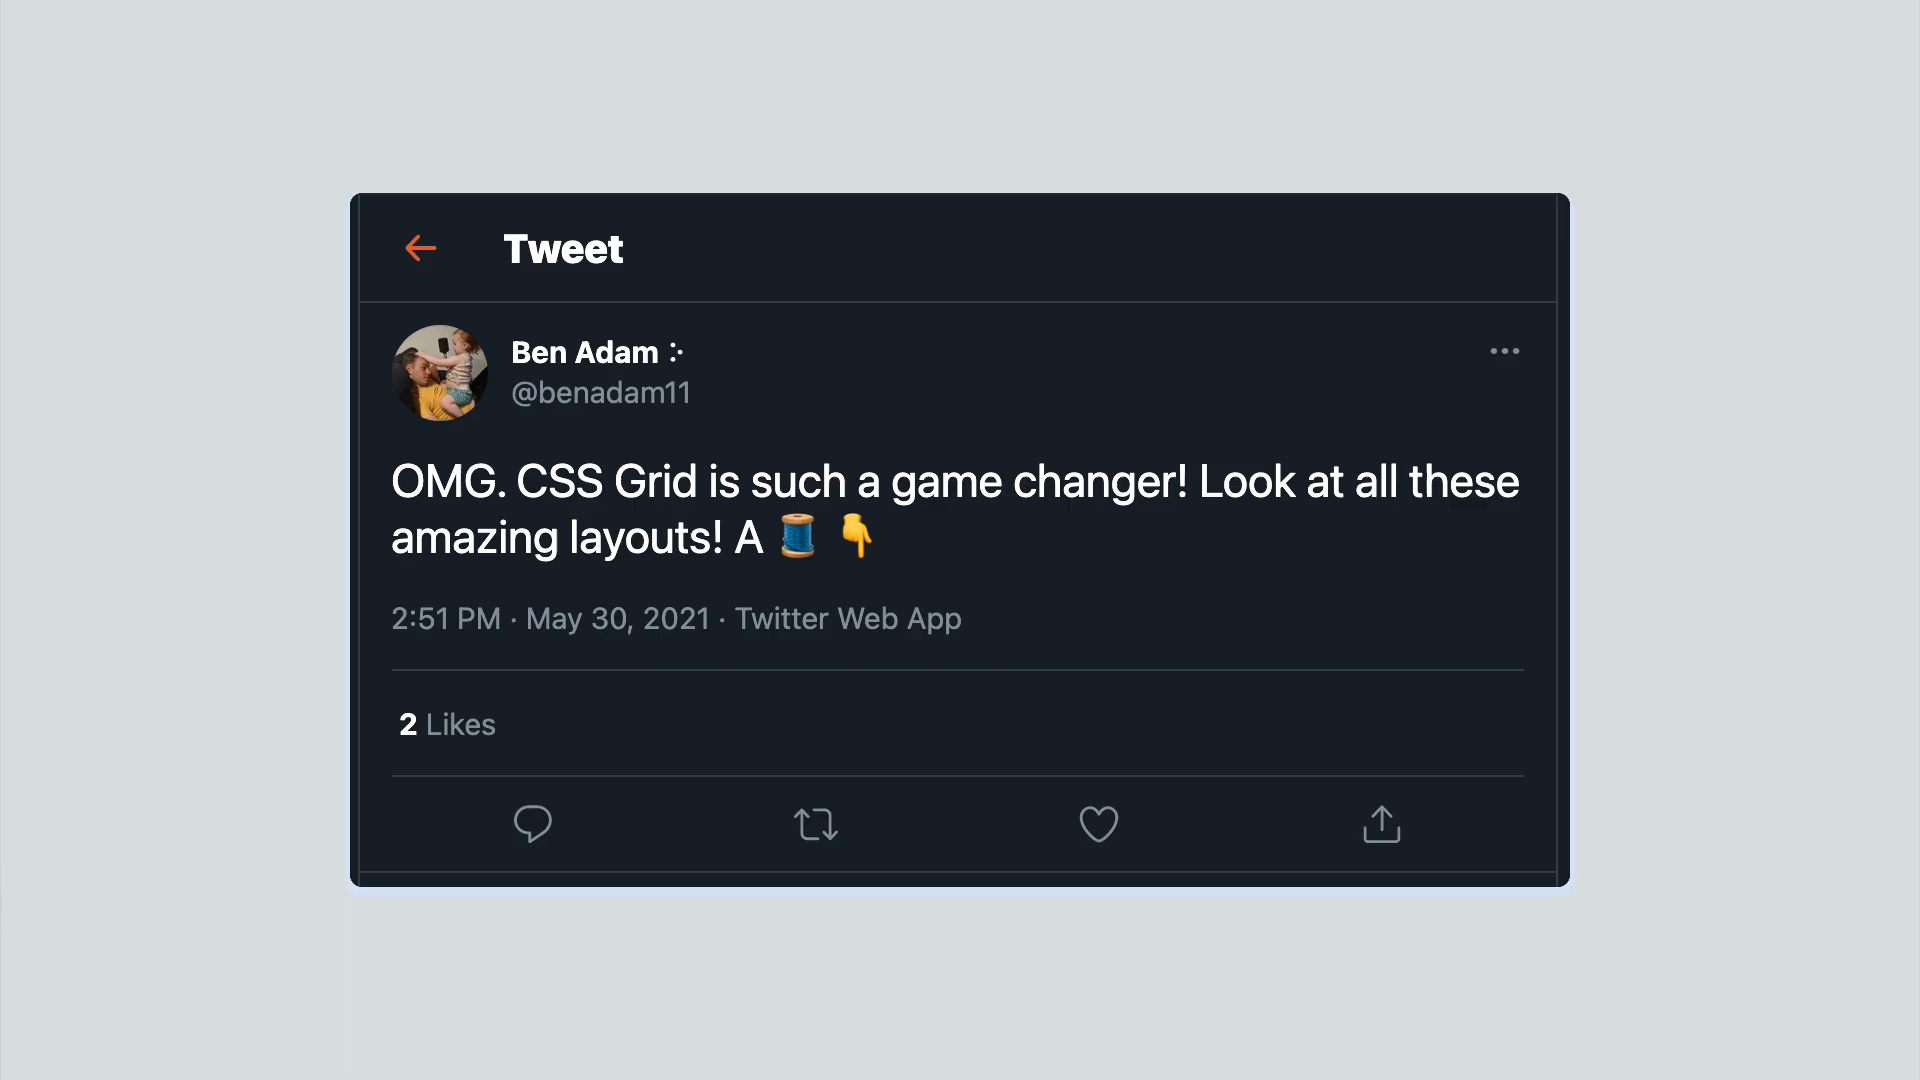 Tweet
Ben Adam
@benadam11
OMG. CSS Grid is such a game changer! Look at all these
amazing layouts! A 🧵 👇
2:51 PM · May 30, 2021 · Twitter Web App
2 Likes